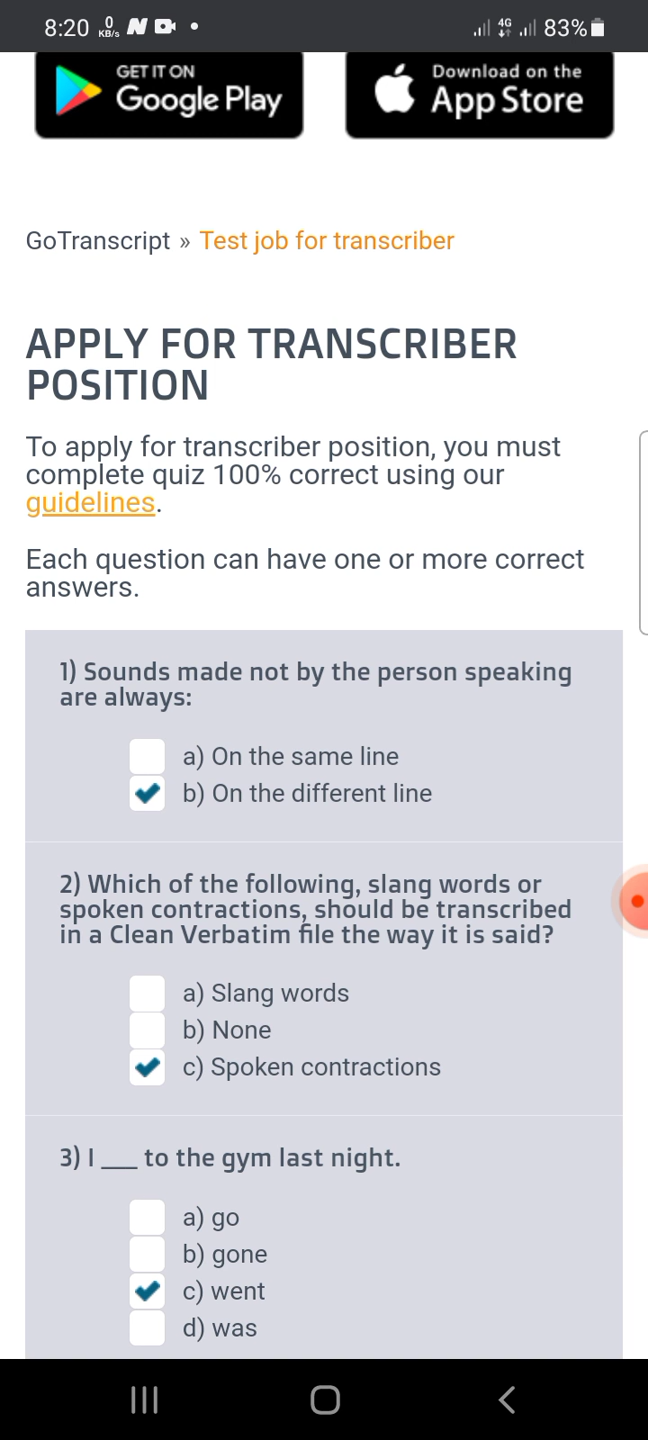 8:20 0 KB/s N 4G 83%
GET IT ON
Google Play
Download on the
App Store
GoTranscript » Test job for transcriber
APPLY FOR TRANSCRIBER
POSITION
To apply for transcriber position, you must
complete quiz 100% correct using our
guidelines.
Each question can have one or more correct
answers.
1) Sounds made not by the person speaking
are always:
a) On the same line
b) On the different line
2) Which of the following, slang words or
spoken contractions, should be transcribed
in a Clean Verbatim file the way it is said?
a) Slang words
b) None
c) Spoken contractions
3) I ___ to the gym last night.
a) go
b) gone
c) went
d) was